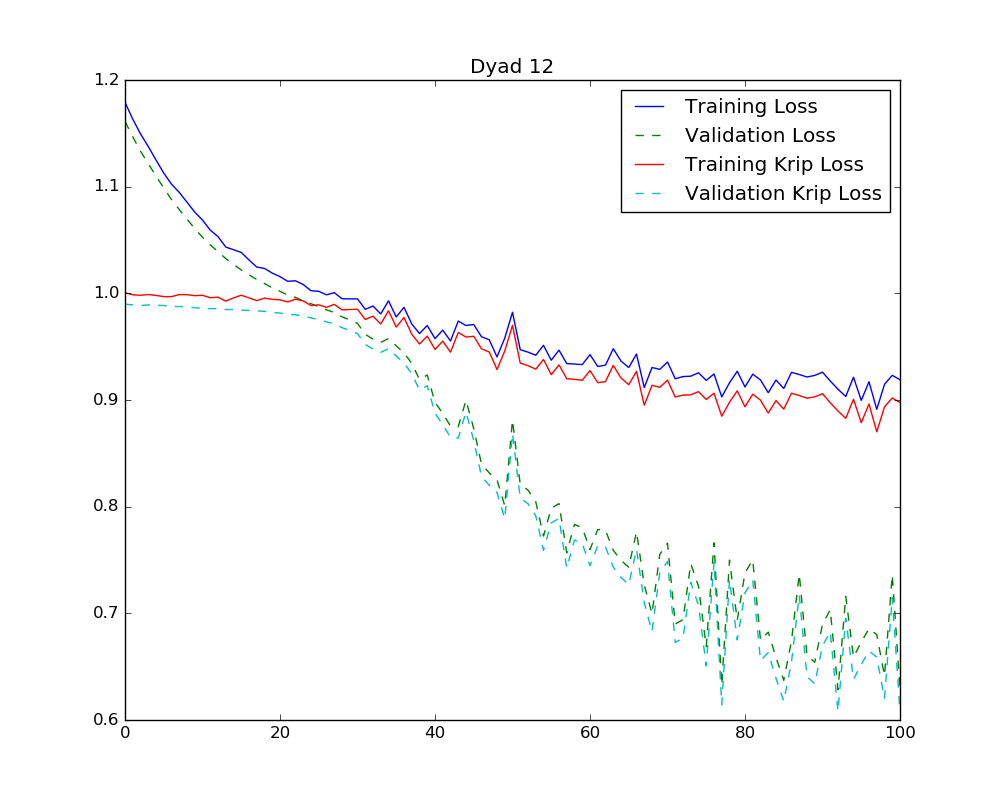 Dyad 12
1.2
1.1
1.0
0.9
0.8
0.7
0.6
Training Loss
Validation Loss
Training Krip Loss
Validation Krip Loss
0 20 40 60 80 100